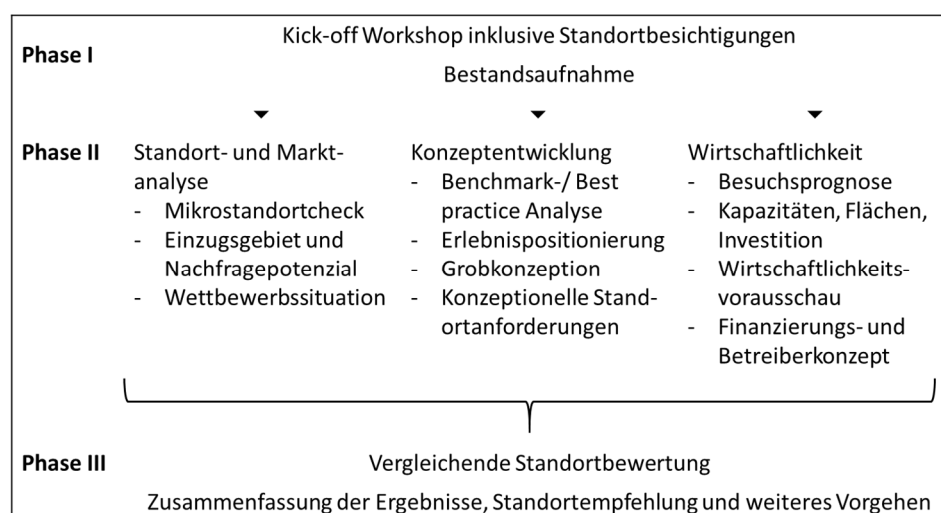 Phase I
Kick-off Workshop inklusive Standortbesichtigungen
Bestandsaufnahme
Phase II
Standort- und Markt-
analyse
- Mikrostandortcheck
- Einzugsgebiet und
Nachfragepotenzial
- Wettbewerbssituation
Konzeptentwicklung
- Benchmark-/ Best
practice Analyse
- Erlebnispositionierung
- Grobkonzeption
- Konzeptionelle Stand-
ortanforderungen
Wirtschaftlichkeit
- Besuchsprognose
- Kapazitäten, Flächen,
Investition
- Wirtschaftlichkeits-
vorausschau
- Finanzierungs- und
Betreiberkonzept
Phase III
Vergleichende Standortbewertung
Zusammenfassung der Ergebnisse, Standortempfehlung und weiteres Vorgehen